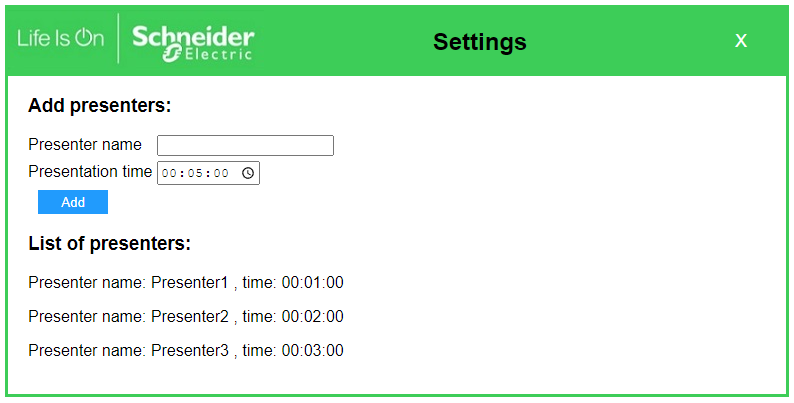 Life Is On Schneider Electric Settings X
Add presenters:
Presenter name
Presentation time 00:05:00
Add
List of presenters:
Presenter name: Presenter1 , time: 00:01:00
Presenter name: Presenter2 , time: 00:02:00
Presenter name: Presenter3 , time: 00:03:00